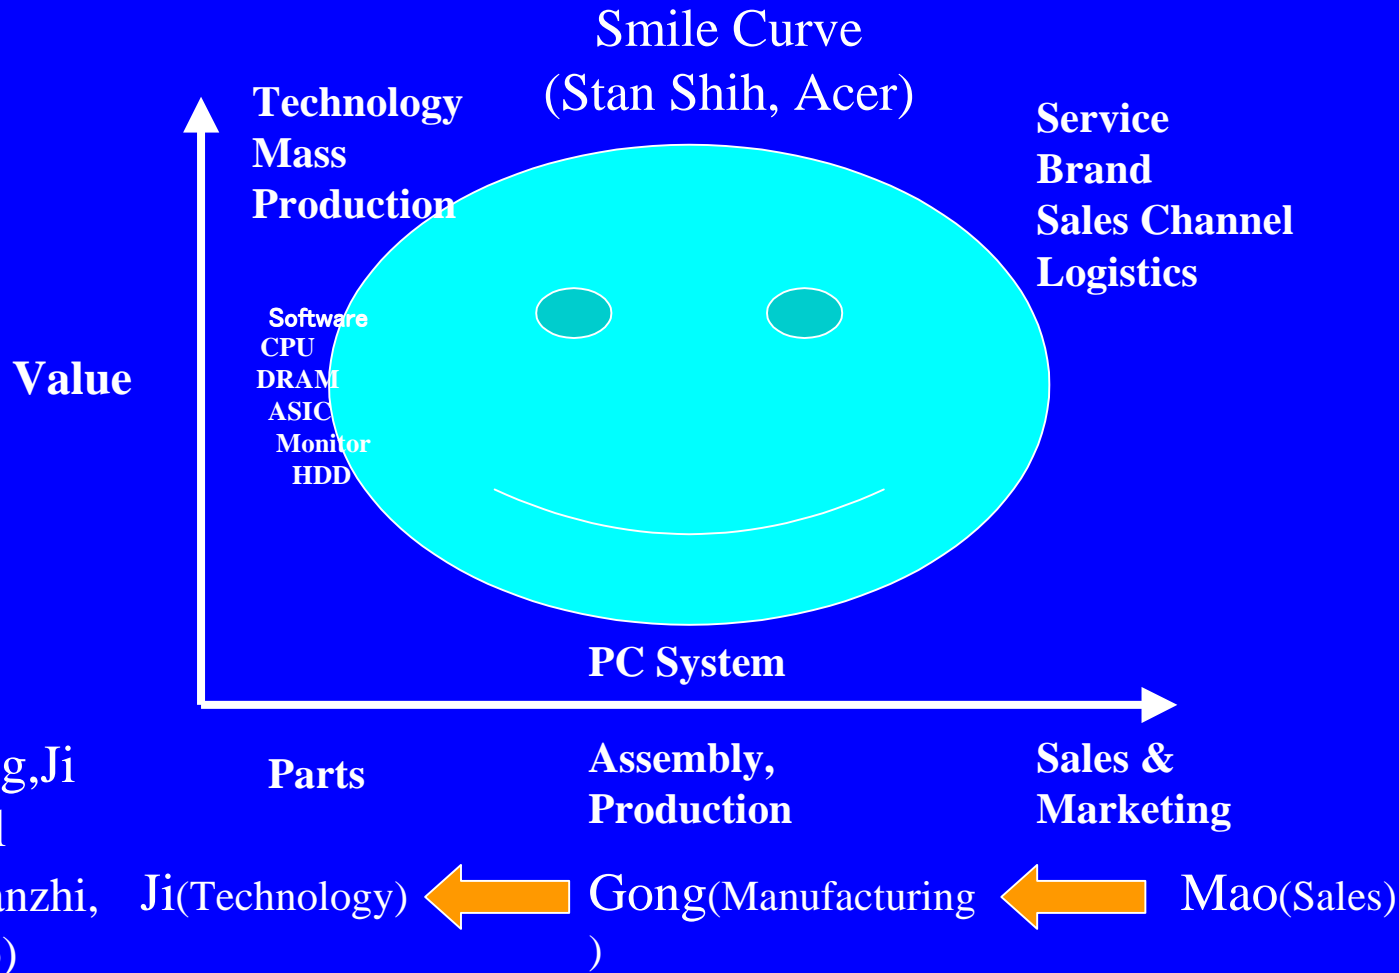 Smile Curve
(Stan Shih, Acer)
Technology
Mass
Production
Service
Brand
Sales Channel
Logistics
Software
CPU
DRAM
ASIC
Monitor
HDD
Value
PC System
Parts
Assembly,
Production
Sales &
Marketing
g,Ji
anzhi,
)
Ji(Technology)
Gong(Manufacturing
)
Mao(Sales)